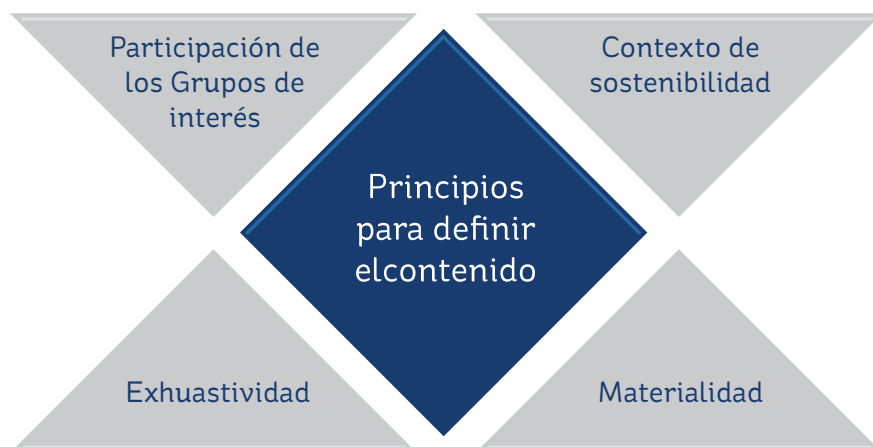 Participación de
los Grupos de
interés
Contexto de
sostenibilidad
Principios
para definir
elcontenido
Exhuastividad
Materialidad